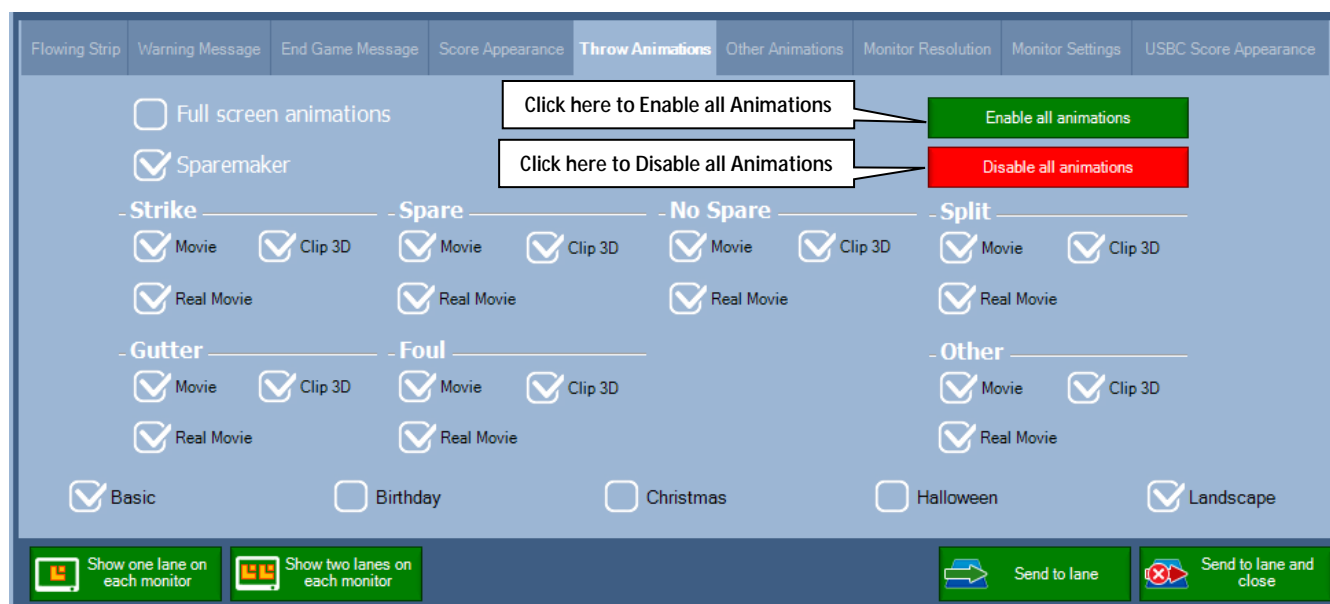 Flowing Strip Warning Message End Game Message Score Appearance Throw Animations Other Animations Monitor Resolution Monitor Settings USBC Score Appearance
Full screen animations
Click here to Enable all Animations
Enable all animations
Sparemaker
Click here to Disable all Animations
Disable all animations
Strike Spare No Spare Split
Movie Clip 3D Movie Clip 3D Movie Clip 3D Movie Clip 3D
Real Movie Real Movie Real Movie Real Movie
Gutter Foul Other
Movie Clip 3D Movie Clip 3D Movie Clip 3D
Real Movie Real Movie Real Movie
Basic Birthday Christmas Halloween Landscape
Show one lane on
each monitor
Show two lanes on
each monitor
Send to lane
Send to lane and
close